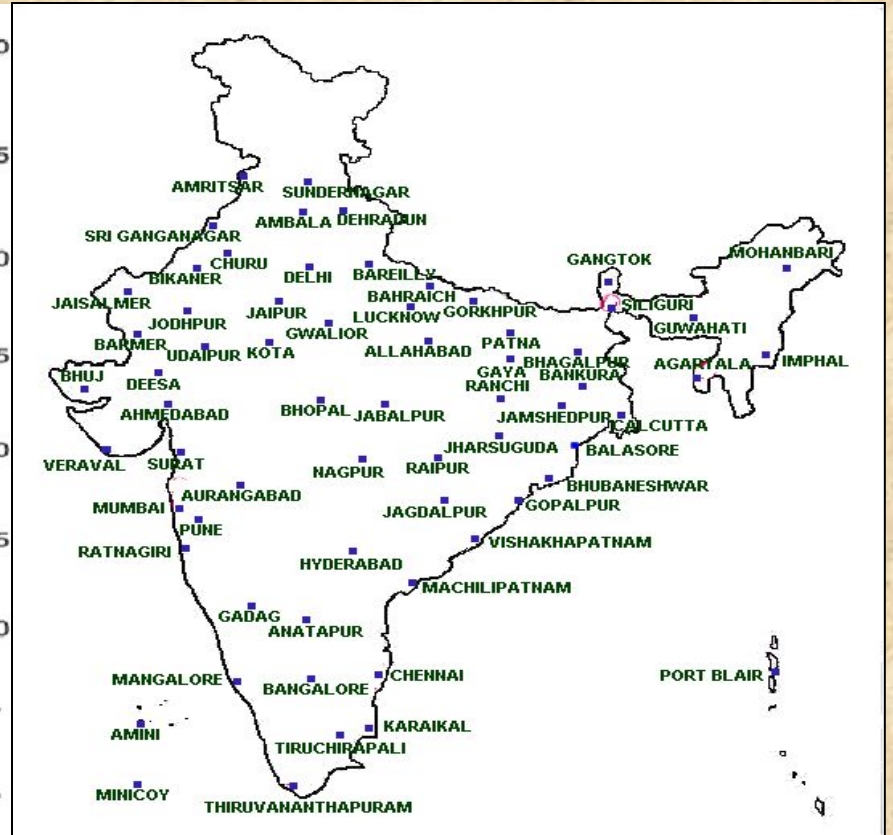 AMRITSAR
SUNDERNAGAR
AMBALA
DEHRADUN
SRI GANGANAGAR
CHURU
BIKANER
DELHI
BAREILLY
GANGTOK
MOHANBARI
JAISALMER
BAHRAICH
JODHPUR
JAIPUR
LUCKNOW
GORKHPUR
SILIGURI
GWALIOR
GUWAHATI
BARMER
UDAIPUR
KOTA
ALLAHABAD
PATNA
BHAGALPUR
AGARTALA
IMPHAL
BHUJ
DEESA
GAYA
BANKURA
RANCHI
AHMEDABAD
BHOPAL
JABALPUR
JAMSHEDPUR
CALCUTTA
VERAVAL
SURAT
NAGPUR
RAIPUR
JHARSUGUDA
BALASORE
AURANGABAD
BHUBANESHWAR
MUMBAI
JAGDALPUR
GOPALPUR
PUNE
RATNAGIRI
HYDERABAD
VISHAKHAPATNAM
MACHILIPATNAM
GADAG
ANATAPUR
MANGALORE
BANGALORE
CHENNAI
PORT BLAIR
AMINI
KARAIKAL
TIRUCHIRAPALI
MINICOY
THIRUVANANTHAPURAM